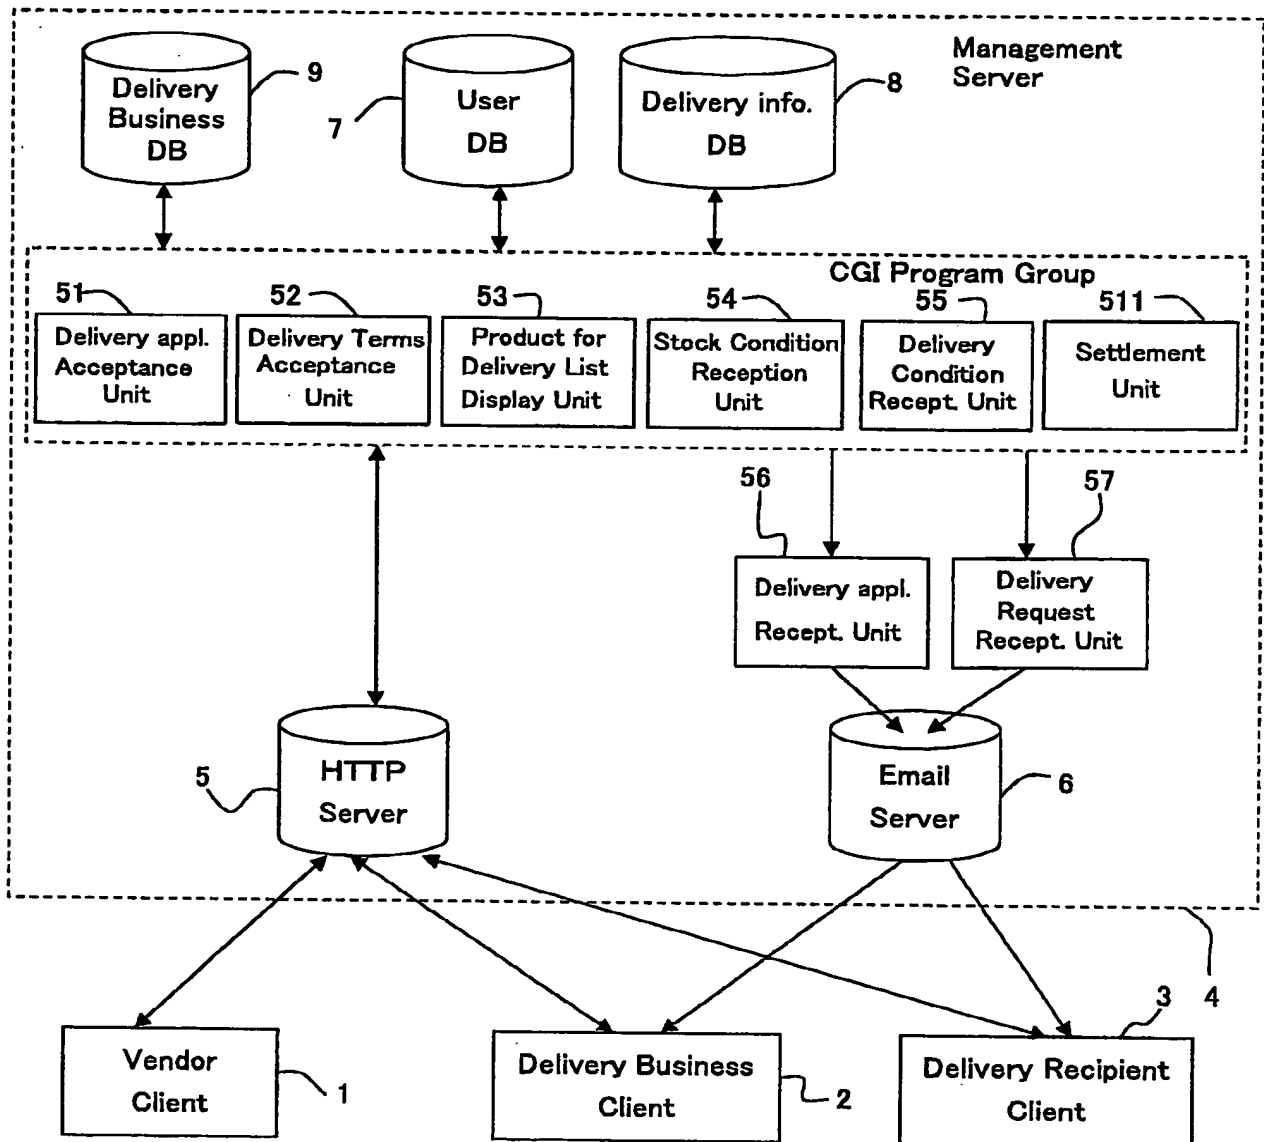 Management
Server
Delivery
Business
DB
9
7
User
DB
Delivery info.
DB
8
CGI Program Group
51
52
53
54
55
511
Delivery appl.
Acceptance
Unit
Delivery Terms
Acceptance
Unit
Product for
Delivery List
Display Unit
Stock Condition
Reception
Unit
Delivery
Condition
Recept. Unit
Settlement
Unit
56
57
Delivery appl.
Recept. Unit
Delivery
Request
Recept. Unit
5
HTTP
Server
Email
Server
6
4
3
Vendor
Client
1
Delivery Business
Client
2
Delivery Recipient
Client